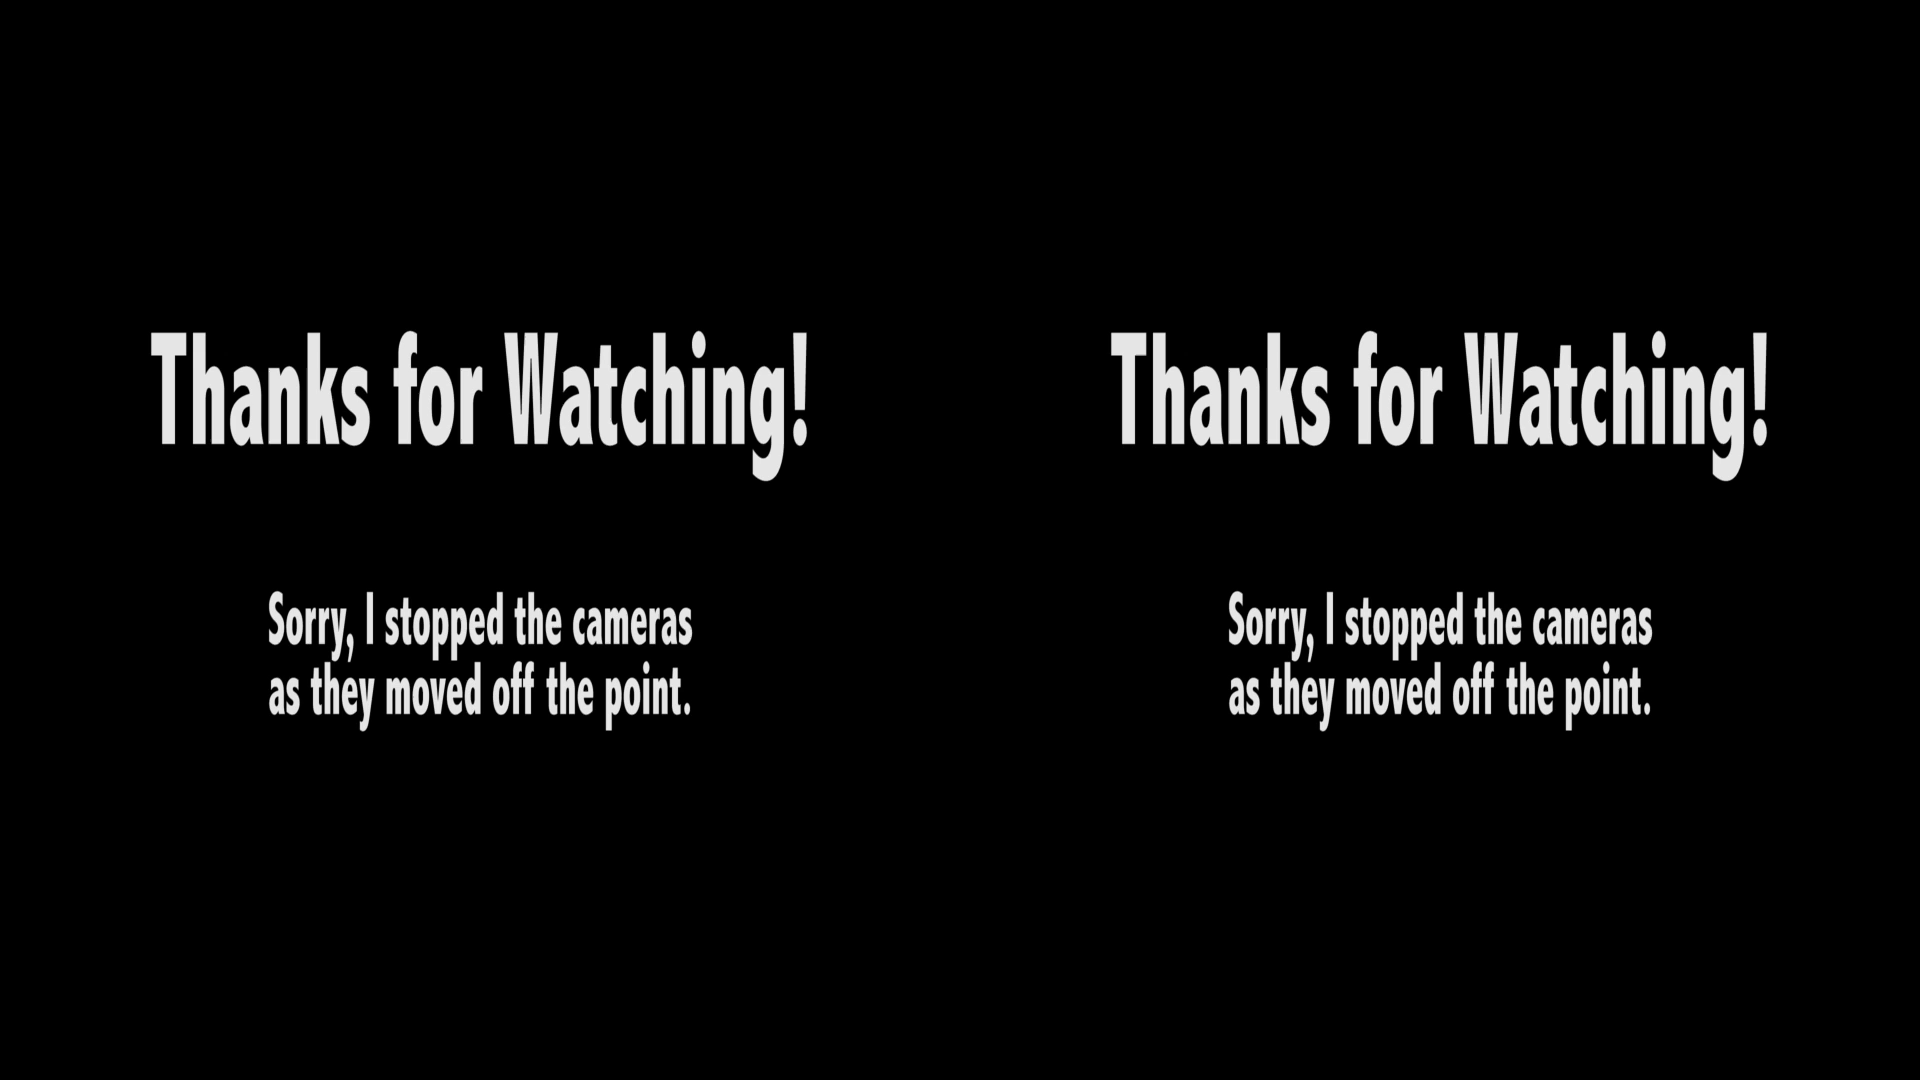 Thanks for Watching!
Sorry, I stopped the cameras
as they moved off the point.
Thanks for Watching!
Sorry, I stopped the cameras
as they moved off the point.